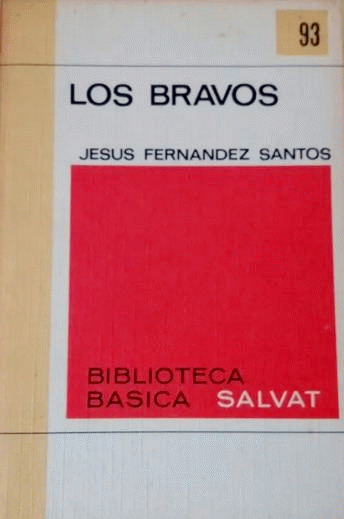 93
LOS BRAVOS
JESUS FERNANDEZ SANTOS
BIBLIOTECA
BASICA SALVAT